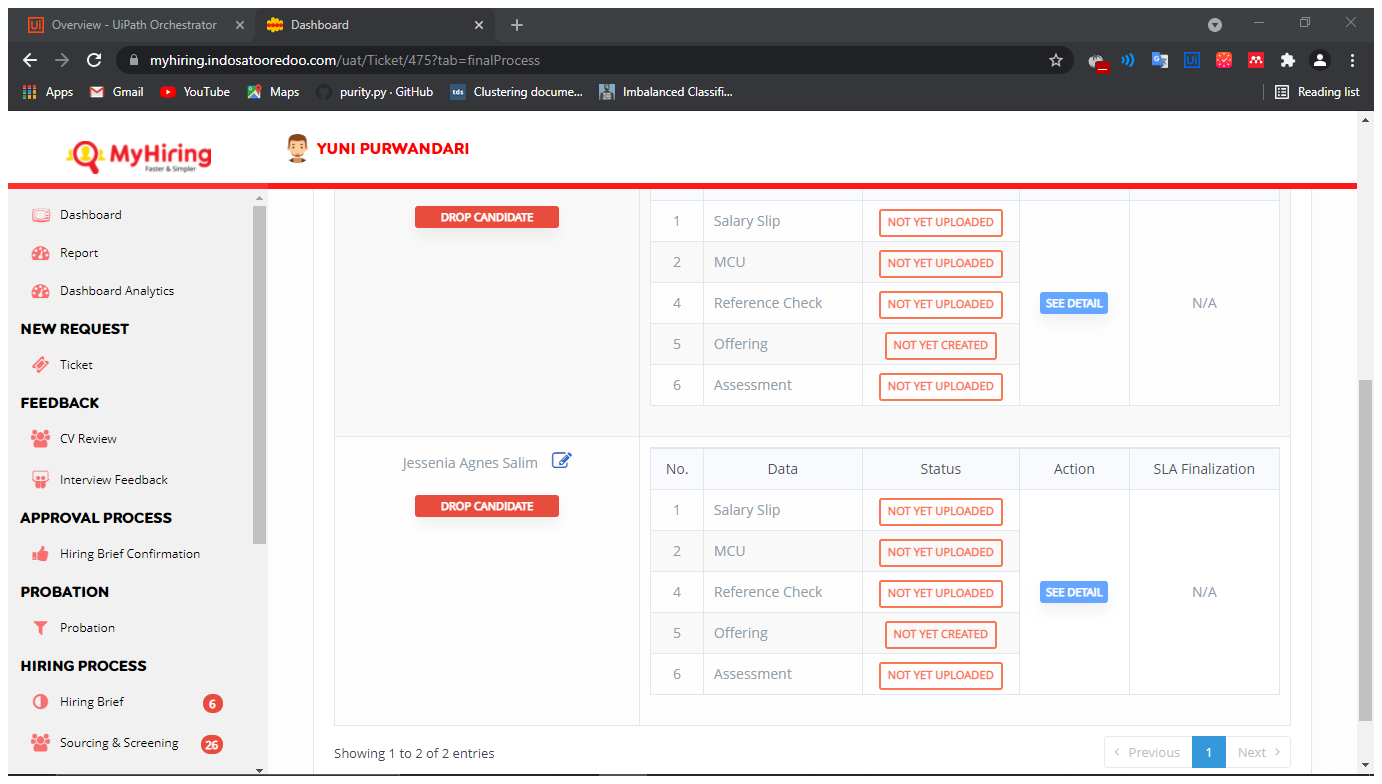 Ui Overview - UiPath Orchestrator
Dashboard
myhiring.indosatooredoo.com/uat/Ticket/475?tab=finalProcess
Apps Gmail YouTube Maps purity.py · GitHub tds Clustering docume... Imbalanced Classifi... Reading list
MyHiring
Faster & Simpler
YUNI PURWANDARI
Dashboard
Report
Dashboard Analytics
NEW REQUEST
Ticket
FEEDBACK
CV Review
Interview Feedback
APPROVAL PROCESS
Hiring Brief Confirmation
PROBATION
Probation
HIRING PROCESS
Hiring Brief 6
Sourcing & Screening 26
DROP CANDIDATE
1 Salary Slip NOT YET UPLOADED
2 MCU NOT YET UPLOADED
4 Reference Check NOT YET UPLOADED SEE DETAIL N/A
5 Offering NOT YET CREATED
6 Assessment NOT YET UPLOADED
Jessenia Agnes Salim
DROP CANDIDATE
No. Data Status Action SLA Finalization
1 Salary Slip NOT YET UPLOADED
2 MCU NOT YET UPLOADED
4 Reference Check NOT YET UPLOADED SEE DETAIL N/A
5 Offering NOT YET CREATED
6 Assessment NOT YET UPLOADED
Showing 1 to 2 of 2 entries
Previous 1 Next